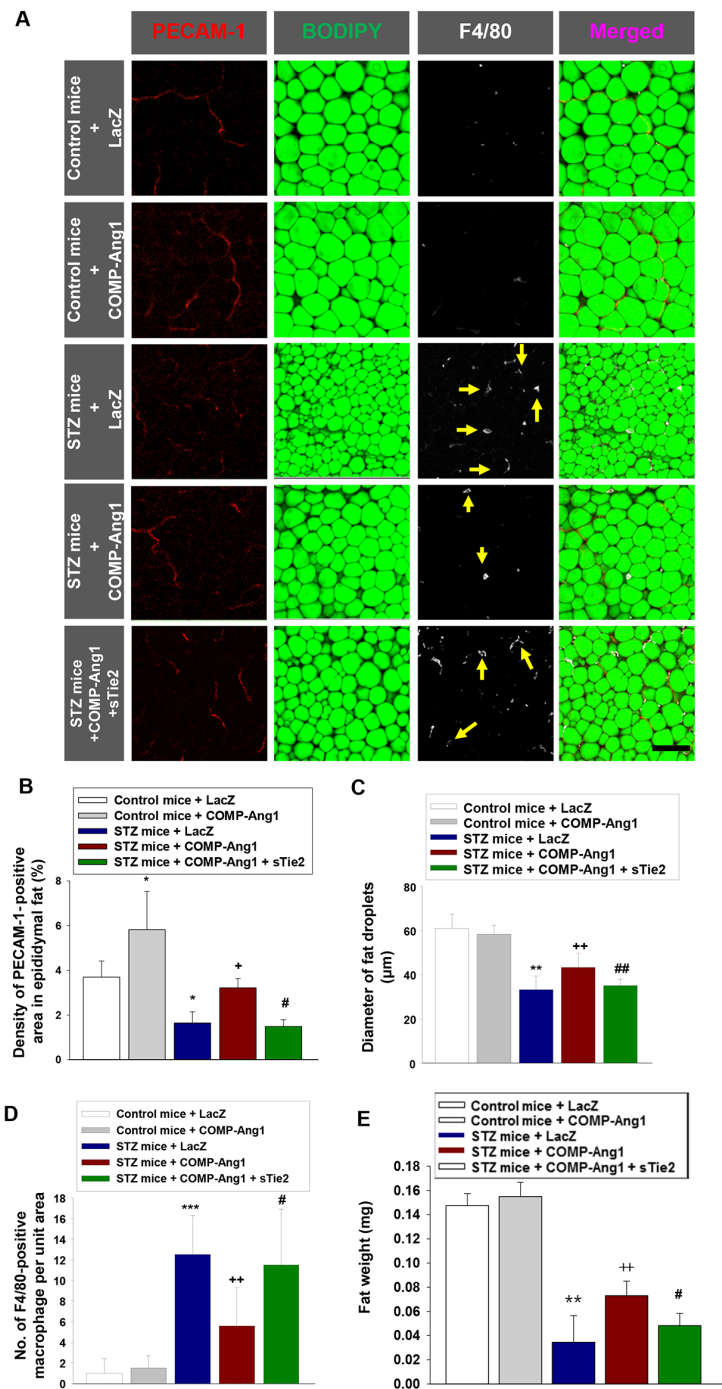 A
PECAM-1
BODIPY
F4/80
Merged
Control mice
+
LacZ
Control mice
+
COMP-Ang1
STZ mice
+
LacZ
STZ mice
+
COMP-Ang1
STZ mice
+COMP-Ang1
+sTie2
B
Control mice + LacZ
Control mice + COMP-Ang1
STZ mice + LacZ
STZ mice + COMP-Ang1
STZ mice + COMP-Ang1 + sTie2
Density of PECAM-1-positive
area in epididymal fat (%)
8
6
4
2
0
*
*
+
#
C
Control mice + LacZ
Control mice + COMP-Ang1
STZ mice + LacZ
STZ mice + COMP-Ang1
STZ mice + COMP-Ang1 + sTie2
Diameter of fat droplets
(μm)
80
60
40
20
0
**
++
##
D
Control mice + LacZ
Control mice + COMP-Ang1
STZ mice + LacZ
STZ mice + COMP-Ang1
STZ mice + COMP-Ang1 + sTie2
No. of F4/80-positive
macrophage per unit area
18
16
14
12
10
8
6
4
2
0
***
++
#
E
Control mice + LacZ
Control mice + COMP-Ang1
STZ mice + LacZ
STZ mice + COMP-Ang1
STZ mice + COMP-Ang1 + sTie2
Fat weight (mg)
0.18
0.16
0.14
0.12
0.10
0.08
0.06
0.04
0.02
0.00
**
++
#